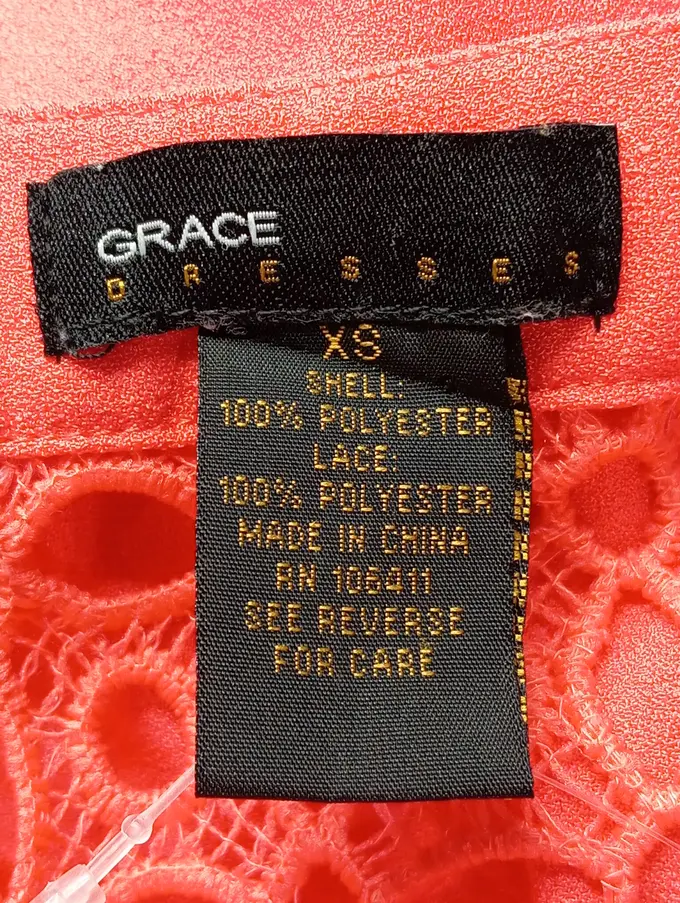 GRACE
DRESSES
XS
SHELL:
100% POLYESTER
LACE:
100% POLYESTER
MADE IN CHINA
RN 106411
SEE REVERSE
FOR CARE